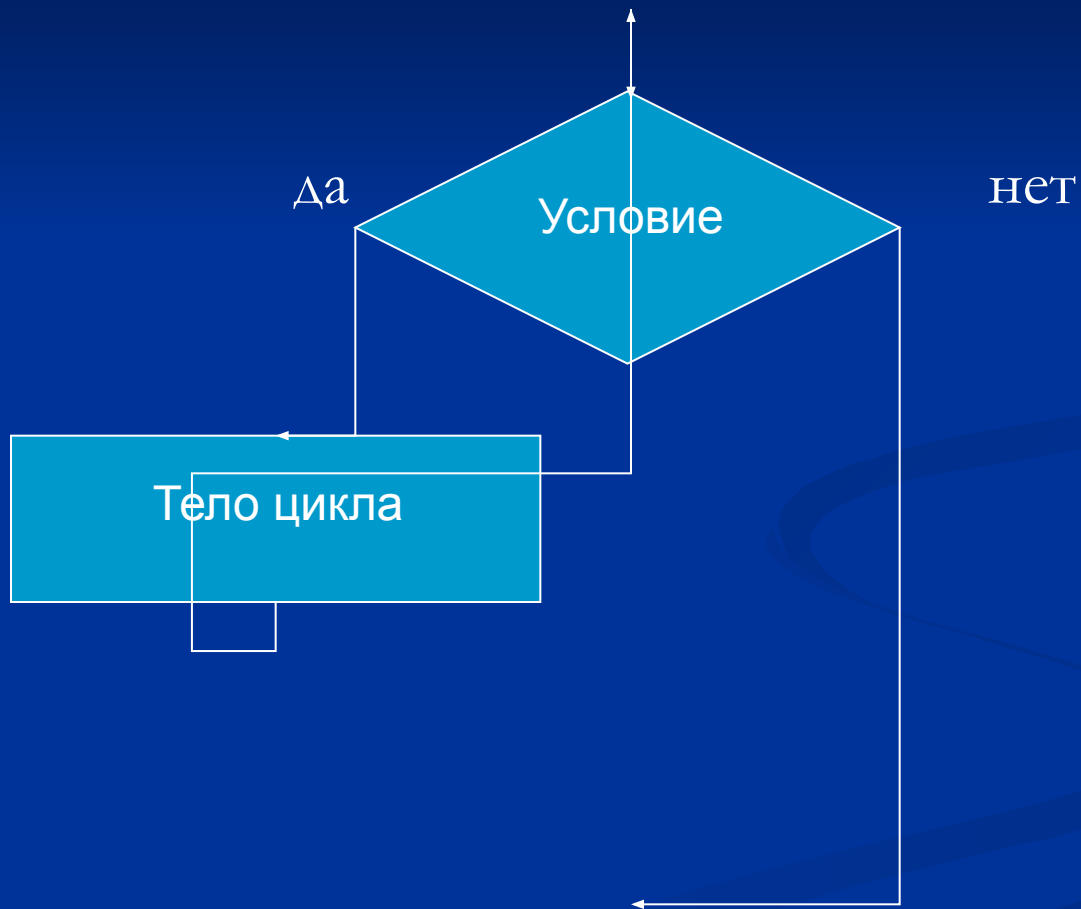 да
нет
Условие
Тело цикла